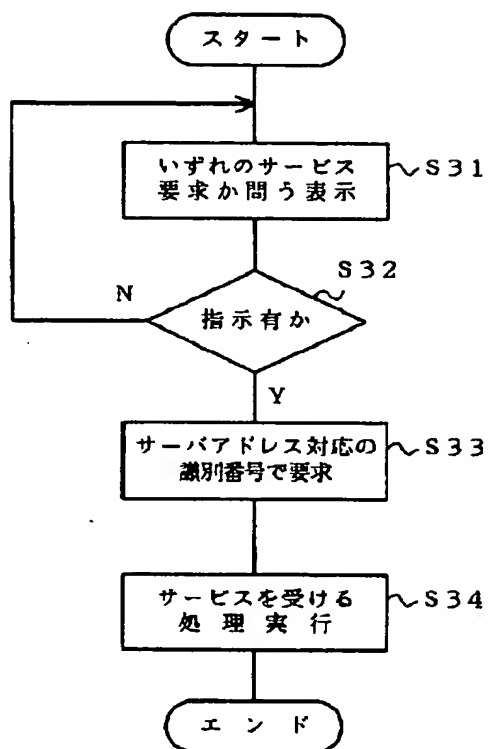 スタート
いずれのサービス
要求か問う表示
S31
S32
N
指示有か
Y
サーバアドレス対応の
識別番号で要求
S33
サービスを受ける
処理実行
S34
エンド